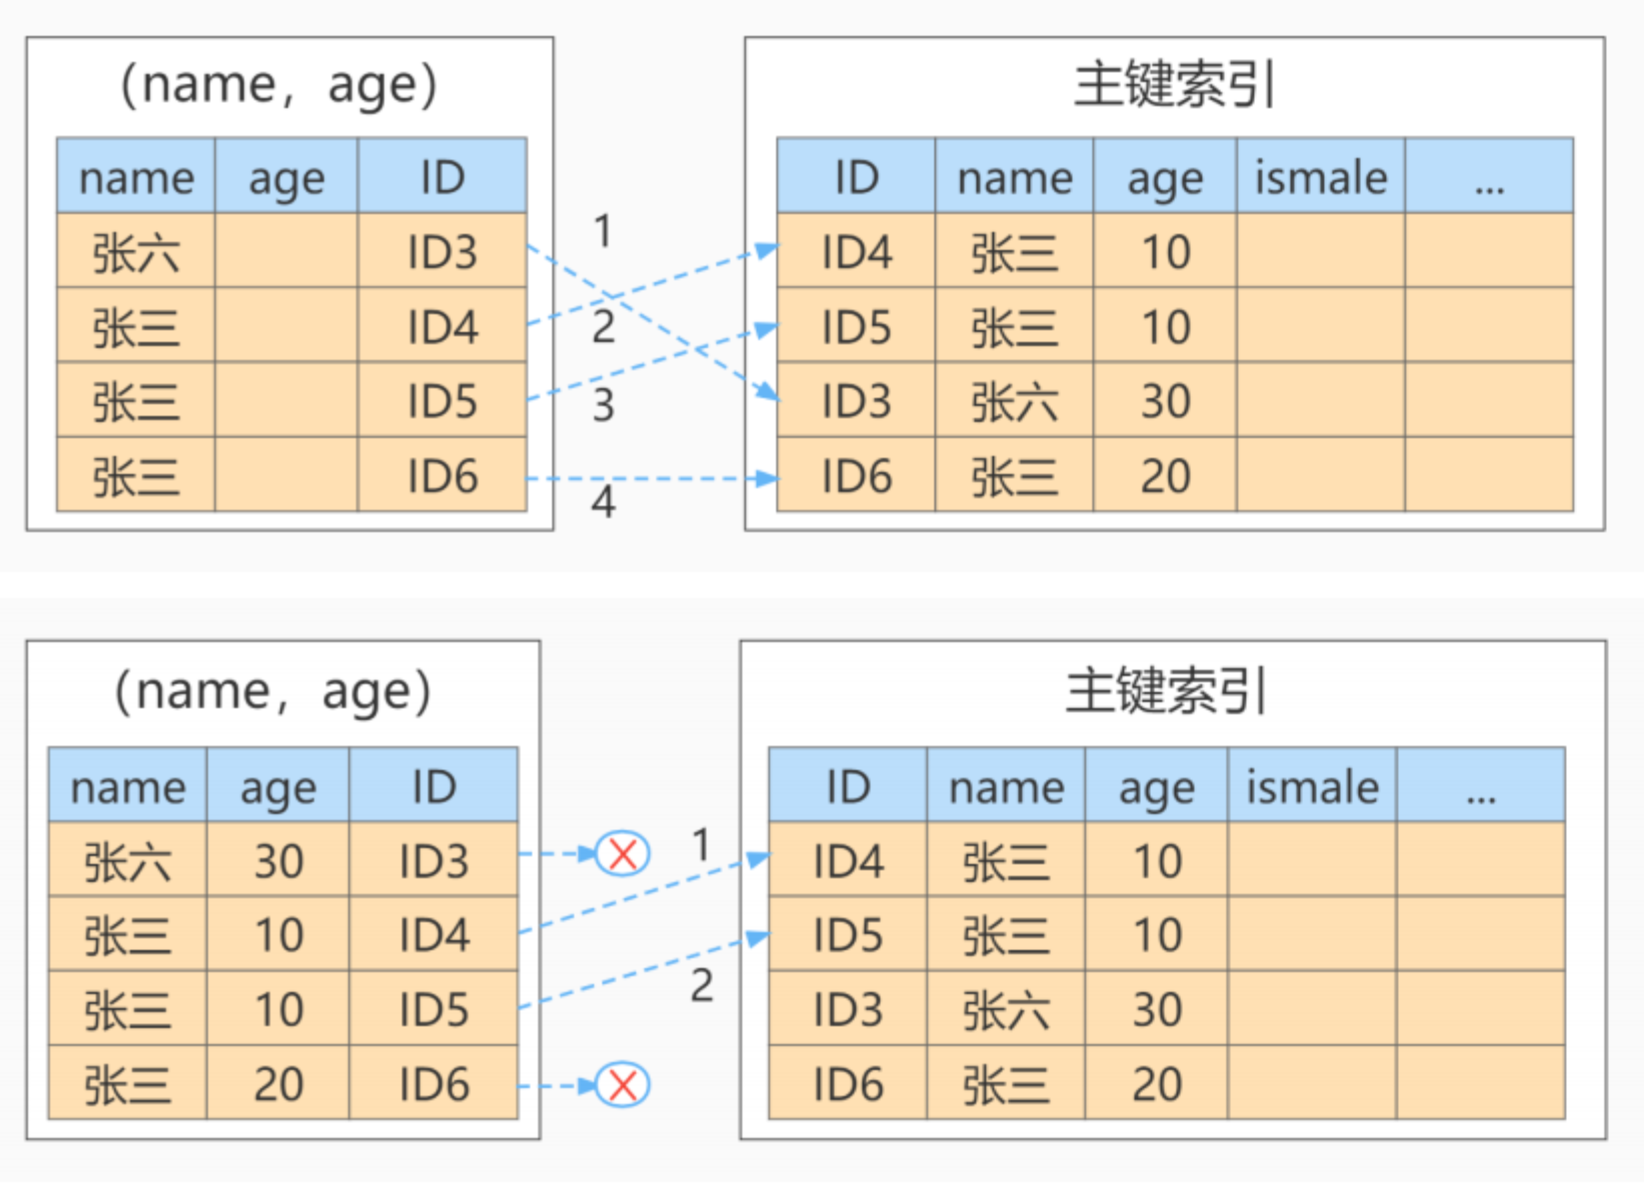 （name，age）
name age ID
张六 ID3
张三 ID4
张三 ID5
张三 ID6
1
2
3
4
主键索引
ID name age ismale ...
ID4 张三 10
ID5 张三 10
ID3 张六 30
ID6 张三 20
（name，age）
name age ID
张六 30 ID3
张三 10 ID4
张三 10 ID5
张三 20 ID6
1
2
主键索引
ID name age ismale ...
ID4 张三 10
ID5 张三 10
ID3 张六 30
ID6 张三 20